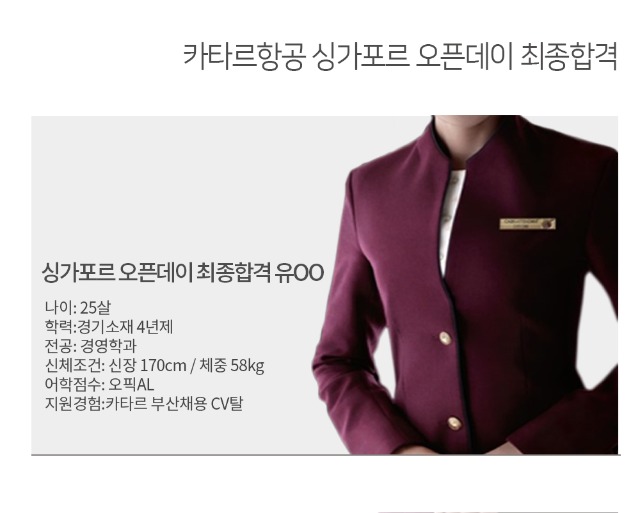 카타르항공 싱가포르 오픈데이 최종합격
싱가포르 오픈데이 최종합격 유OO
나이: 25살
학력:경기소재 4년제
전공: 경영학과
신체조건: 신장 170cm / 체중 58kg
어학점수: 오픽AL
지원경험:카타르 부산채용 CV탈